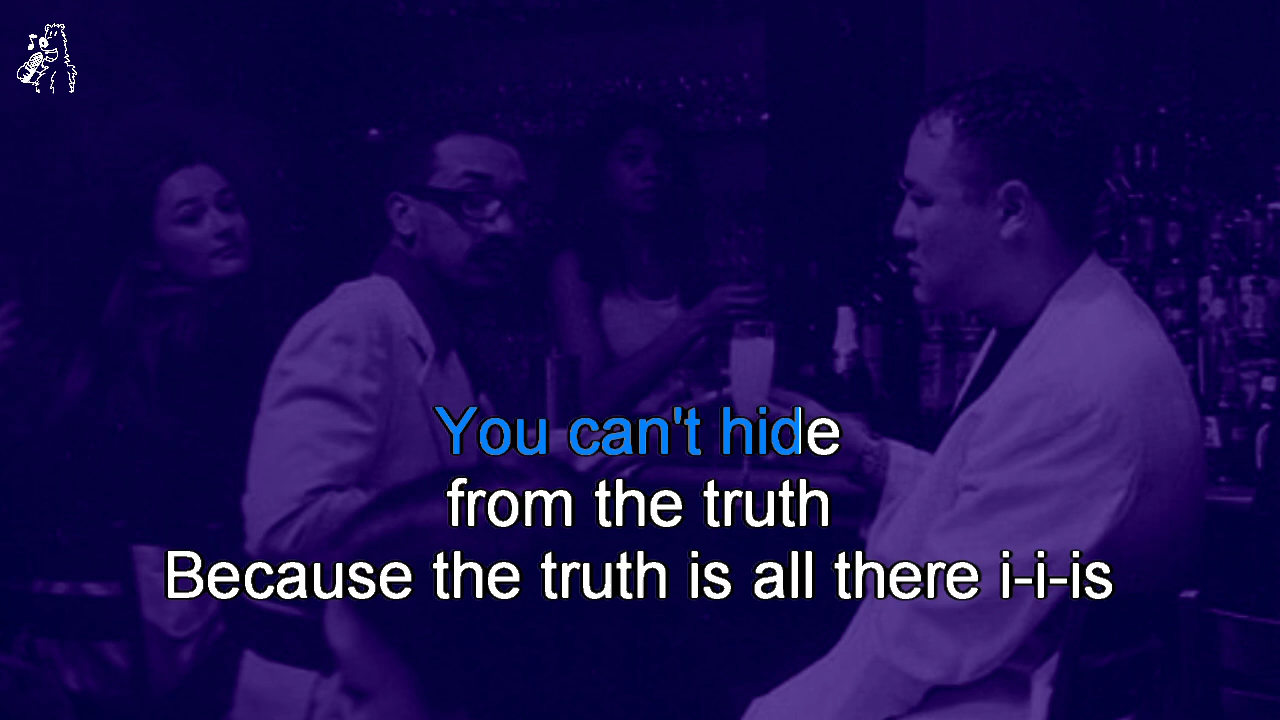 You can't hide
from the truth
Because the truth is all there i-i-is